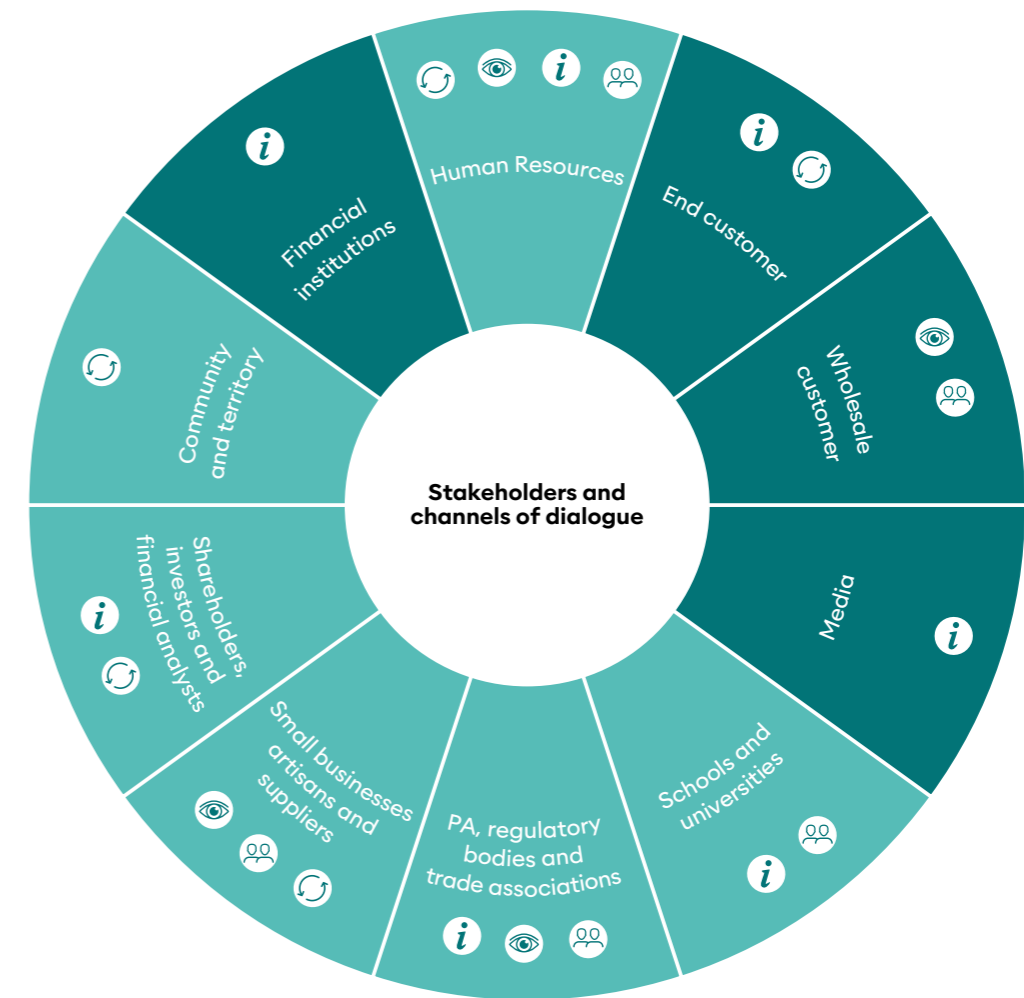 Human Resources
End customer
Wholesale
customer
Media
Schools and
universities
PA, regulatory
bodies and
trade associations
Small businesses
artisans and
suppliers
Shareholders,
investors and
financial analysts
Community
and territory
Financial
institutions
Stakeholders and
channels of dialogue
i
i
i
i
i
i
i